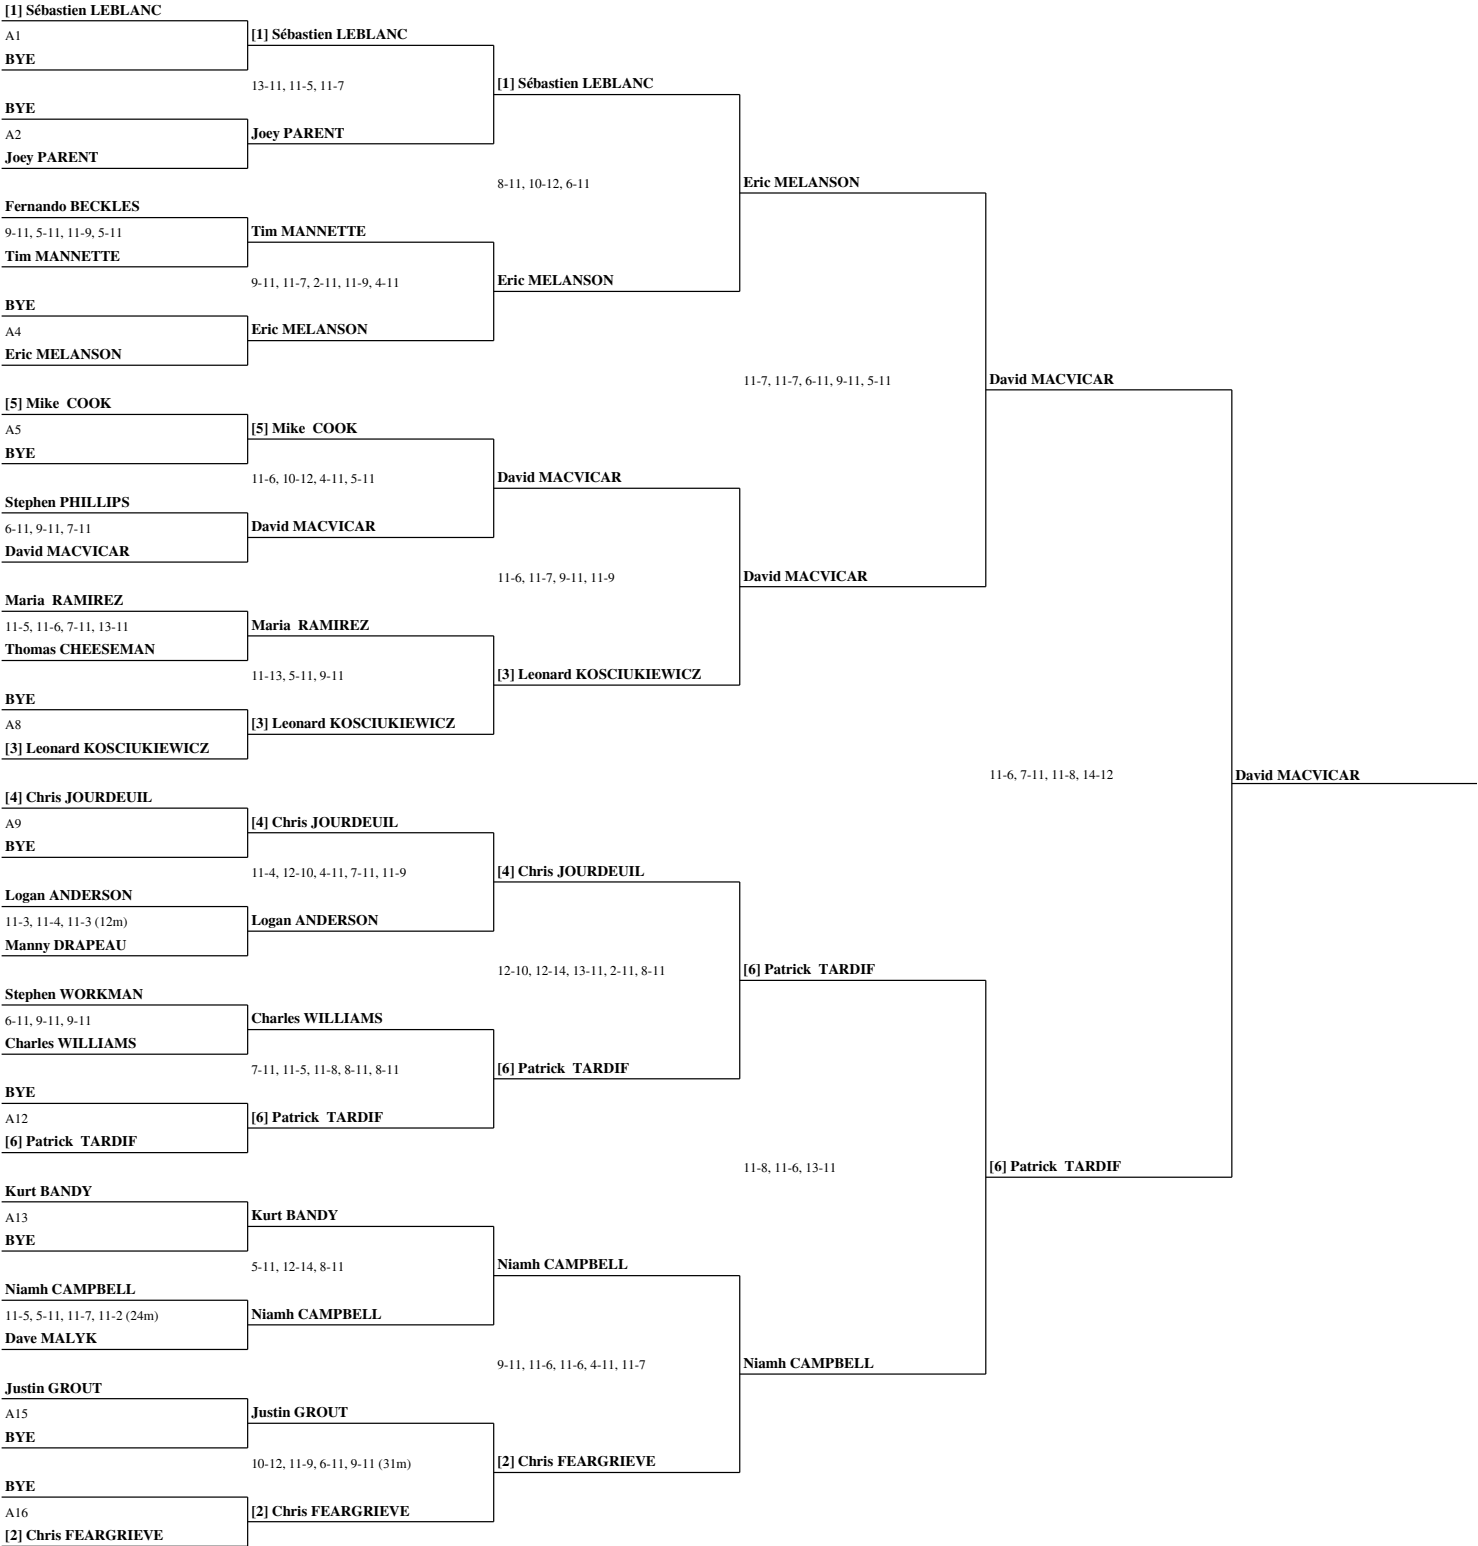 [1] Sébastien LEBLANC
A1
BYE
BYE
A2
Joey PARENT
Fernando BECKLES
9-11, 5-11, 11-9, 5-11
Tim MANNETTE
BYE
A4
Eric MELANSON
[5] Mike COOK
A5
BYE
Stephen PHILLIPS
6-11, 9-11, 7-11
David MACVICAR
Maria RAMIREZ
11-5, 11-6, 7-11, 13-11
Thomas CHEESEMAN
BYE
A8
[3] Leonard KOSCIUKIEWICZ
[4] Chris JOURDEUIL
A9
BYE
Logan ANDERSON
11-3, 11-4, 11-3 (12m)
Manny DRAPEAU
Stephen WORKMAN
6-11, 9-11, 9-11
Charles WILLIAMS
BYE
A12
[6] Patrick TARDIF
Kurt BANDY
A13
BYE
Niamh CAMPBELL
11-5, 5-11, 11-7, 11-2 (24m)
Dave MALYK
Justin GROUT
A15
BYE
BYE
A16
[2] Chris FEARGRIEVE
[1] Sébastien LEBLANC
13-11, 11-5, 11-7
Joey PARENT
Tim MANNETTE
9-11, 11-7, 2-11, 11-9, 4-11
Eric MELANSON
[5] Mike COOK
11-6, 10-12, 4-11, 5-11
David MACVICAR
Maria RAMIREZ
11-13, 5-11, 9-11
[3] Leonard KOSCIUKIEWICZ
[4] Chris JOURDEUIL
11-4, 12-10, 4-11, 7-11, 11-9
Logan ANDERSON
Charles WILLIAMS
7-11, 11-5, 11-8, 8-11, 8-11
[6] Patrick TARDIF
Kurt BANDY
5-11, 12-14, 8-11
Niamh CAMPBELL
Justin GROUT
10-12, 11-9, 6-11, 9-11 (31m)
[2] Chris FEARGRIEVE
[1] Sébastien LEBLANC
8-11, 10-12, 6-11
Eric MELANSON
David MACVICAR
11-6, 11-7, 9-11, 11-9
[3] Leonard KOSCIUKIEWICZ
[4] Chris JOURDEUIL
12-10, 12-14, 13-11, 2-11, 8-11
[6] Patrick TARDIF
Niamh CAMPBELL
9-11, 11-6, 11-6, 4-11, 11-7
[2] Chris FEARGRIEVE
Eric MELANSON
11-7, 11-7, 6-11, 9-11, 5-11
David MACVICAR
[6] Patrick TARDIF
11-8, 11-6, 13-11
Niamh CAMPBELL
David MACVICAR
11-6, 7-11, 11-8, 14-12
[6] Patrick TARDIF
David MACVICAR